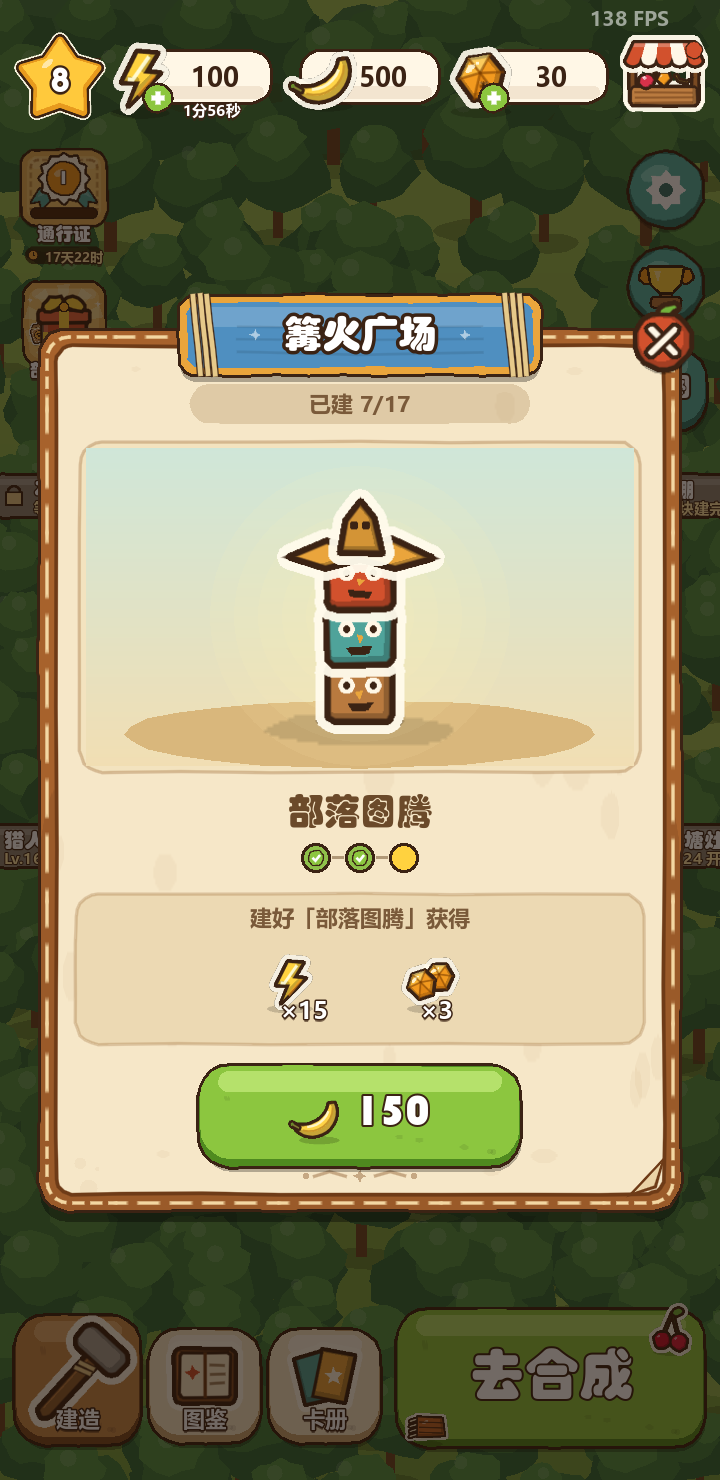 138 FPS
8
100
500
30
1分56秒
通行证
17天22时
篝火广场
已建 7/17
部落图腾
建好「部落图腾」获得
×15
×3
150
猎人
Lv.16
塘灶
24 开
建造
图鉴
卡册
去合成